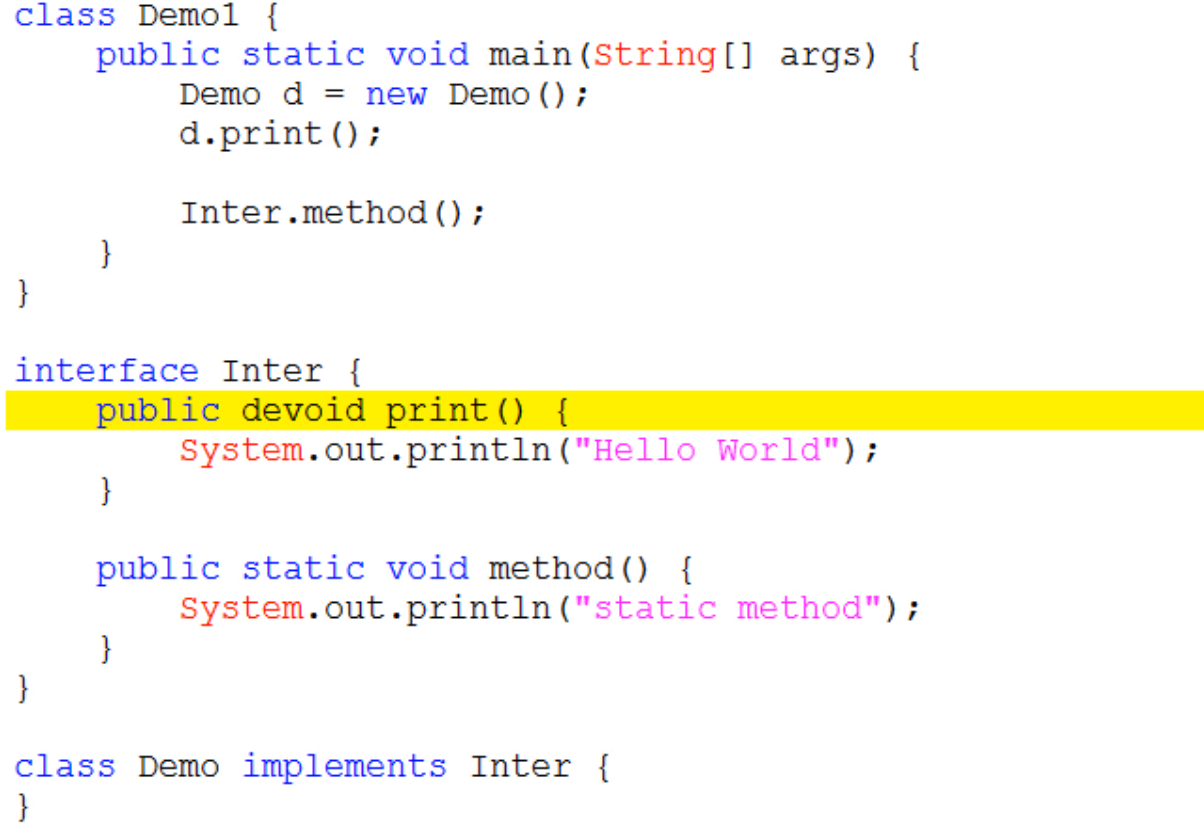 class Demo1 {
    public static void main(String[] args) {
        Demo d = new Demo();
        d.print();

        Inter.method();
    }
}

interface Inter {
    public devoid print() {
        System.out.println("Hello World");
    }

    public static void method() {
        System.out.println("static method");
    }
}

class Demo implements Inter {
}